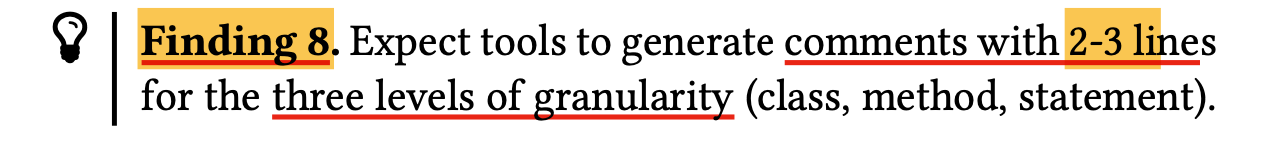 Finding 8. Expect tools to generate comments with 2-3 lines
for the three levels of granularity (class, method, statement).